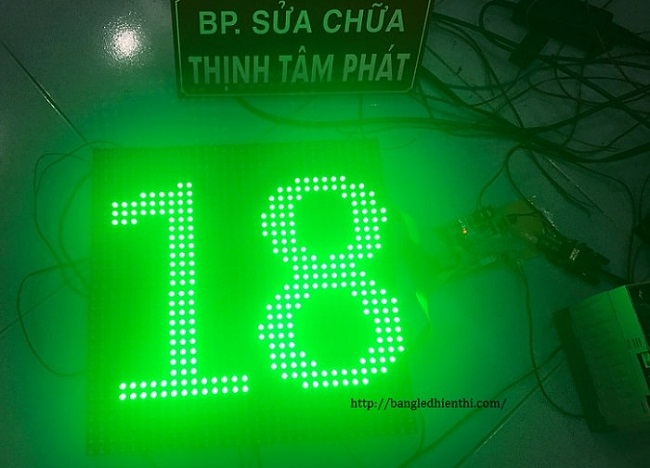 BP. SỬA CHỮA
THỊNH TÂM PHÁT
18
http://bangledhienthi.com/